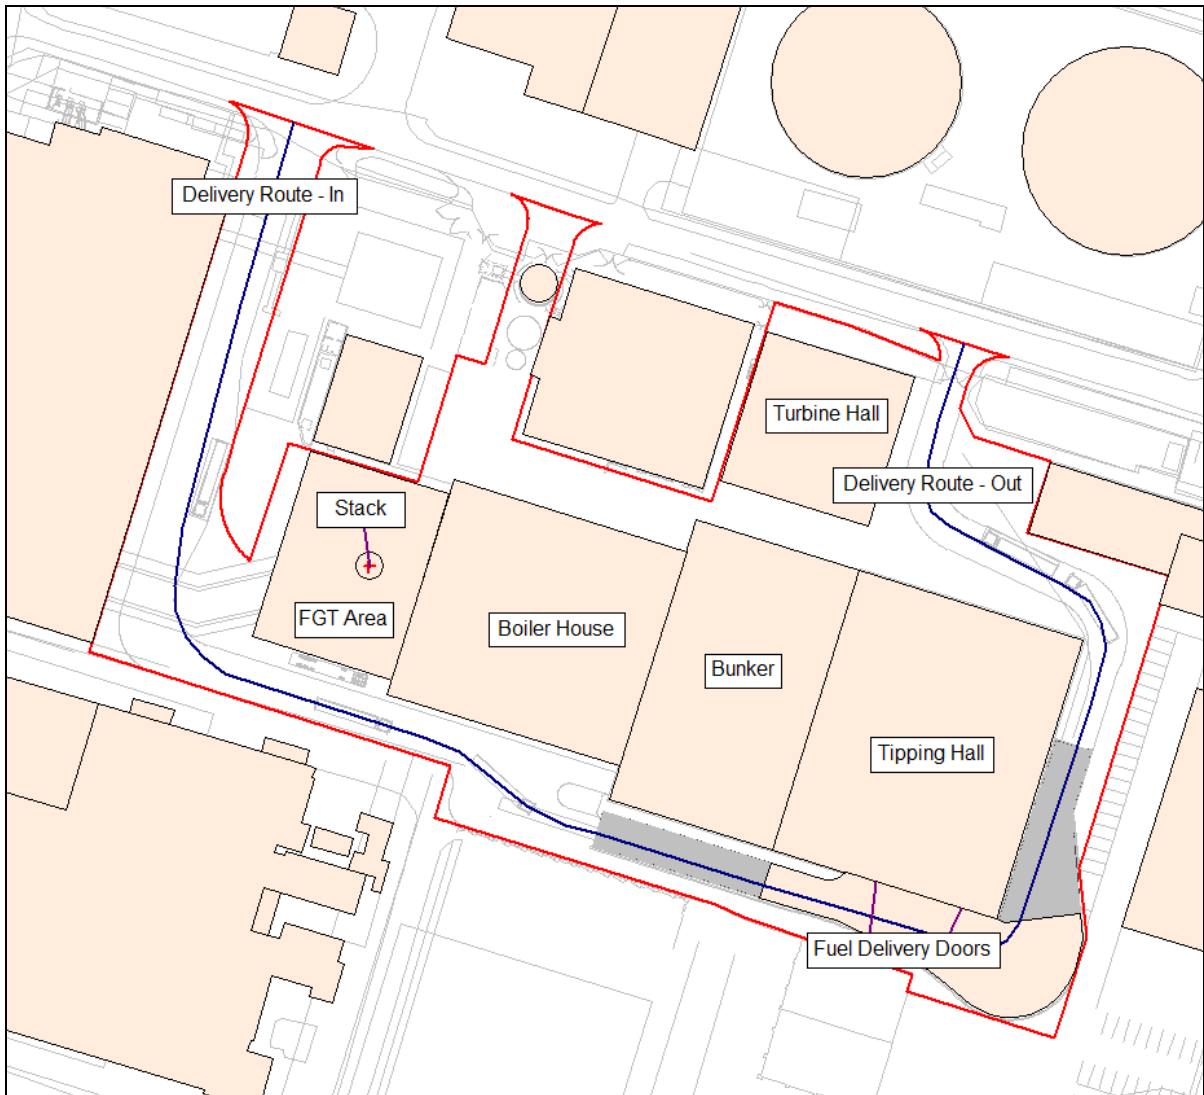 Delivery Route - In
Turbine Hall
Delivery Route - Out
Stack
FGT Area
Boiler House
Bunker
Tipping Hall
Fuel Delivery Doors